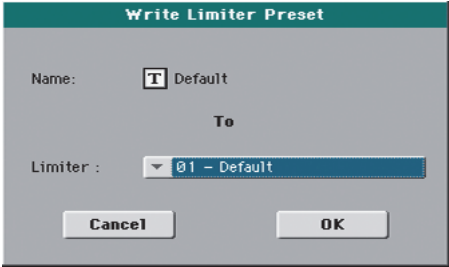 Write Limiter Preset
Name: T Default
To
Limiter : 01 - Default
Cancel OK